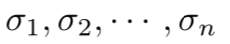 σ₁, σ₂, ⋯ , σₙ